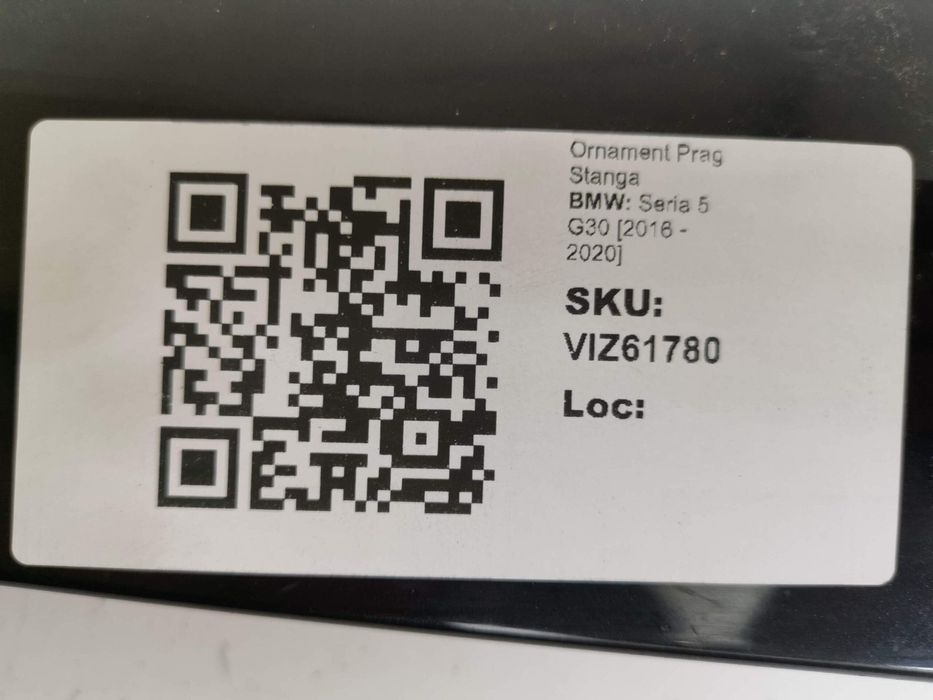 Ornament Prag
Stanga
BMW: Seria 5
G30 [2016 -
2020]
SKU:
VIZ61780
Loc: